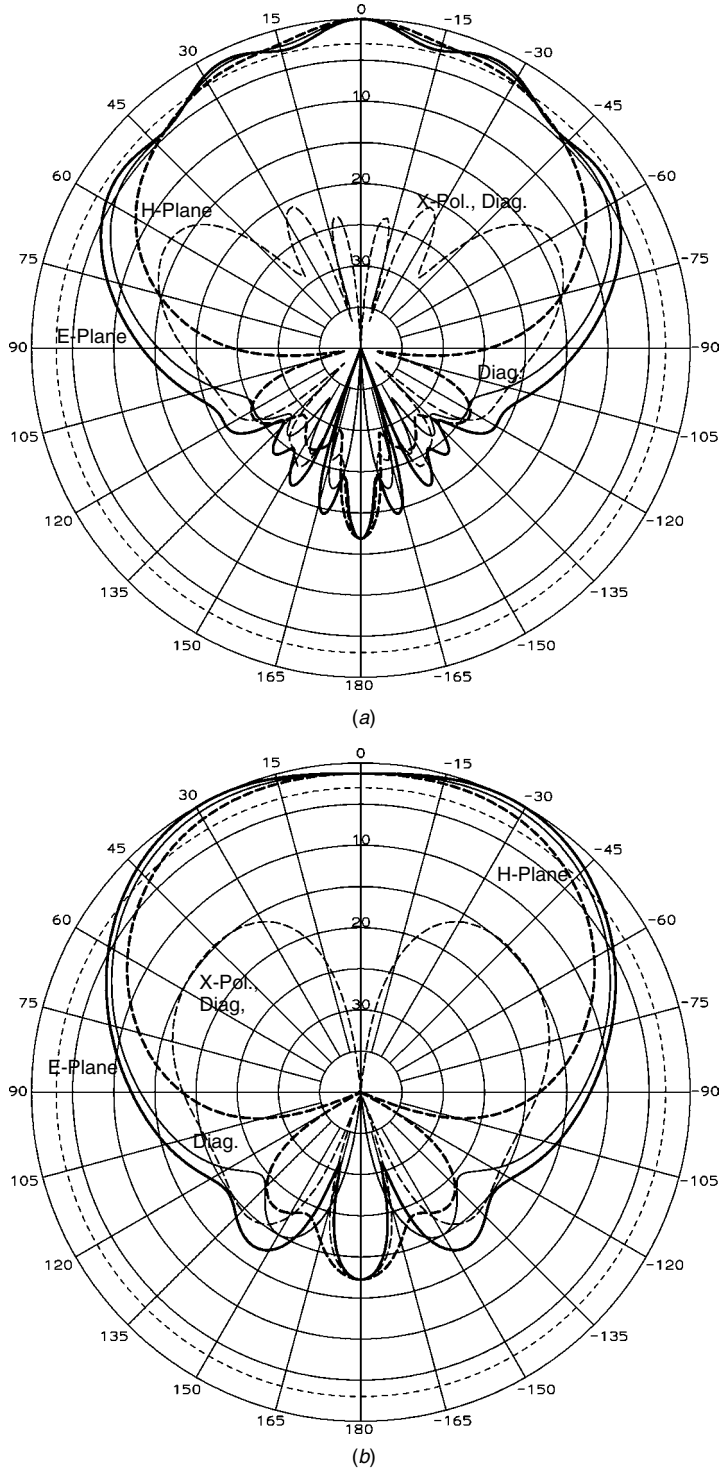 0
15 -15
30 -30
45 -45
60 -60
75 -75
90 -90
105 -105
120 -120
135 -135
150 -150
165 -165
180
10
20
30
H-Plane
X-Pol., Diag.
E-Plane
Diag.
(a)
0
15 -15
30 -30
45 -45
60 -60
75 -75
90 -90
105 -105
120 -120
135 -135
150 -150
165 -165
180
10
20
30
H-Plane
X-Pol.,
Diag,
E-Plane
Diag.
(b)